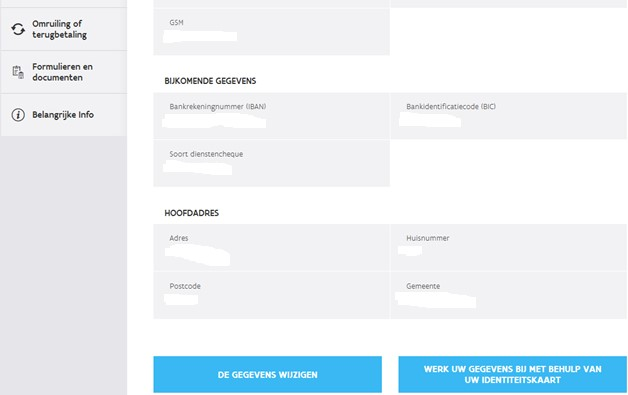 Omruiling of
terugbetaling
Formulieren en
documenten
Belangrijke Info
GSM
BIJKOMENDE GEGEVENS
Bankrekeningnummer (IBAN)
Bankidentificatiecode (BIC)
Soort dienstencheque
HOOFDADRES
Adres
Huisnummer
Postcode
Gemeente
DE GEGEVENS WIJZIGEN
WERK UW GEGEVENS BIJ MET BEHULP VAN
UW IDENTITEITSKAART